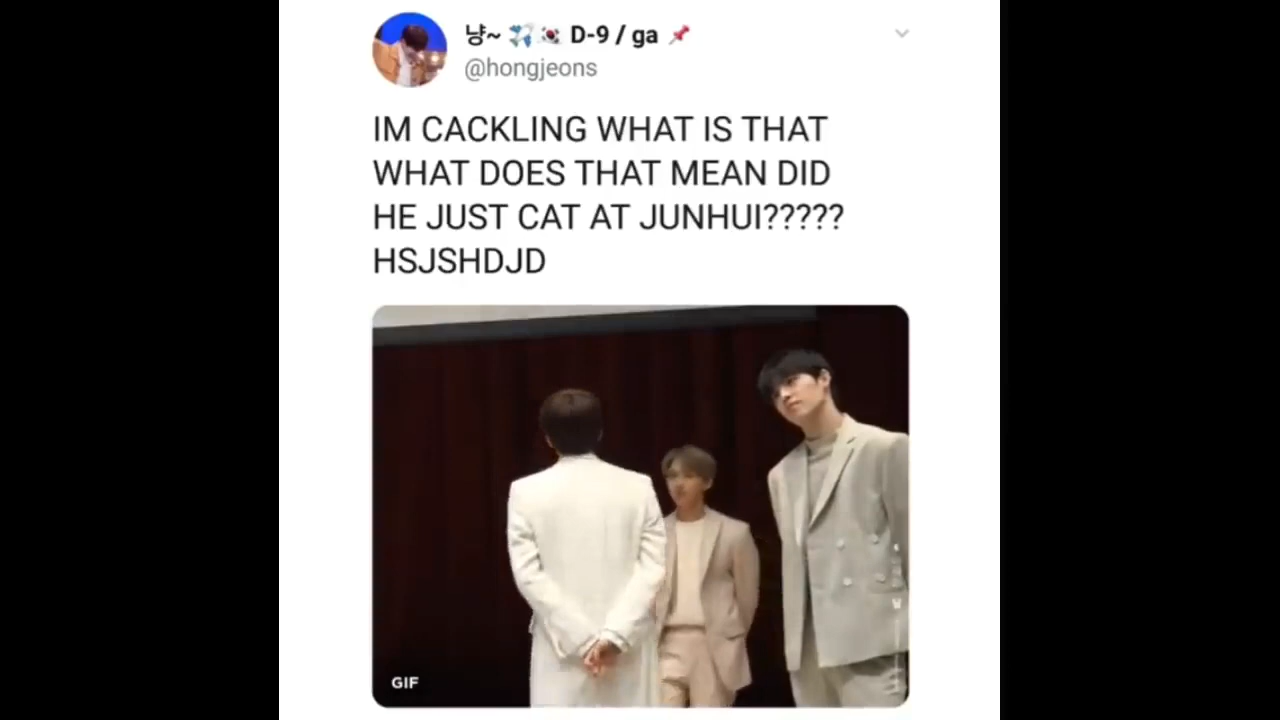 냥~ ✈️🇰🇷 D-9 / ga 📌
@hongjeons
IM CACKLING WHAT IS THAT
WHAT DOES THAT MEAN DID
HE JUST CAT AT JUNHUI?????
HSJSHDJD
GIF